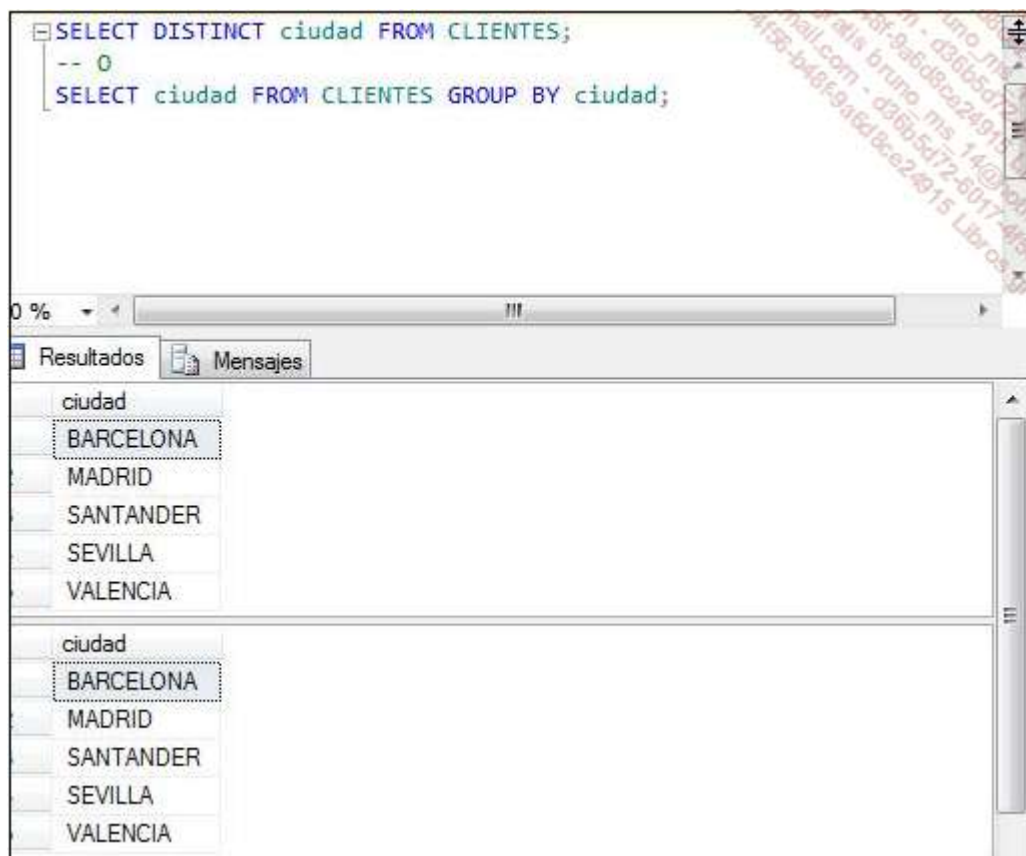 SELECT DISTINCT ciudad FROM CLIENTES;
-- O
SELECT ciudad FROM CLIENTES GROUP BY ciudad;
0 %
Resultados
Mensajes
ciudad
BARCELONA
MADRID
SANTANDER
SEVILLA
VALENCIA
ciudad
BARCELONA
MADRID
SANTANDER
SEVILLA
VALENCIA